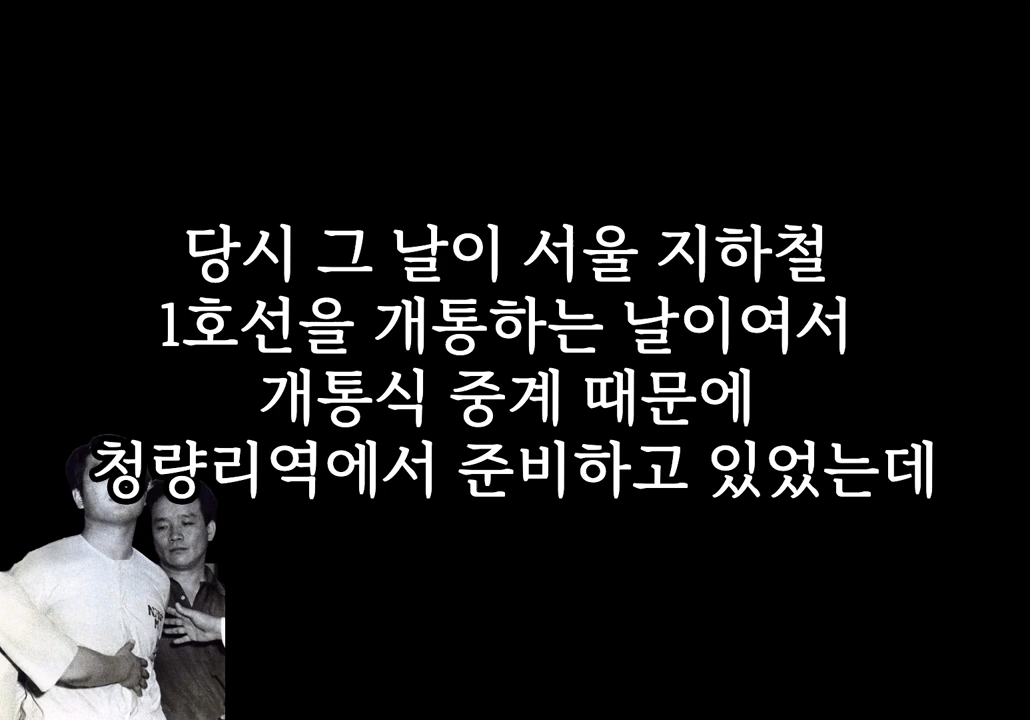 당시 그 날이 서울 지하철
1호선을 개통하는 날이여서
개통식 중계 때문에
청량리역에서 준비하고 있었는데